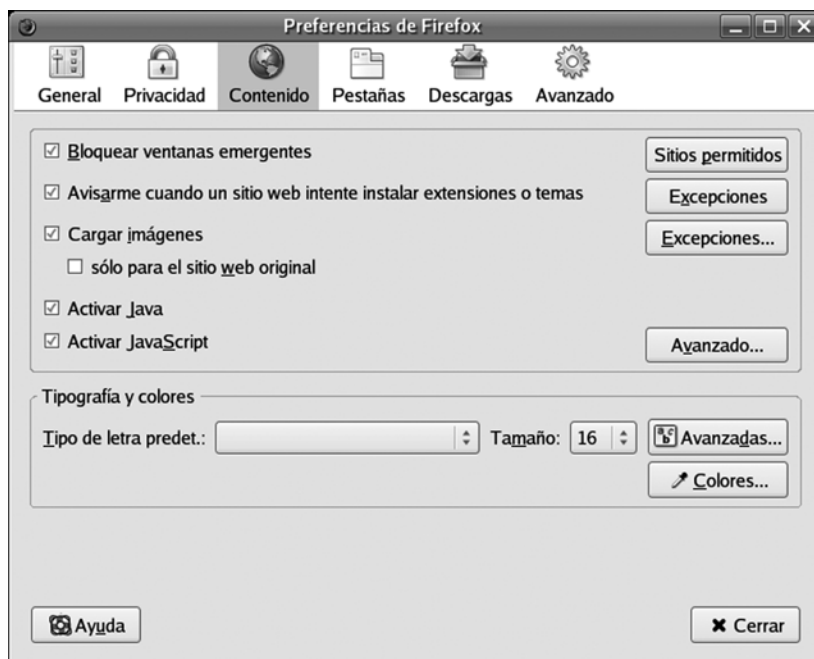 Preferencias de Firefox
General Privacidad Contenido Pestañas Descargas Avanzado
Bloquear ventanas emergentes Sitios permitidos
Avisarme cuando un sitio web intente instalar extensiones o temas Excepciones
Cargar imágenes Excepciones...
sólo para el sitio web original
Activar Java
Activar JavaScript Avanzado...
Tipografía y colores
Tipo de letra predet.: Tamaño: 16 Avanzadas...
Colores...
Ayuda Cerrar